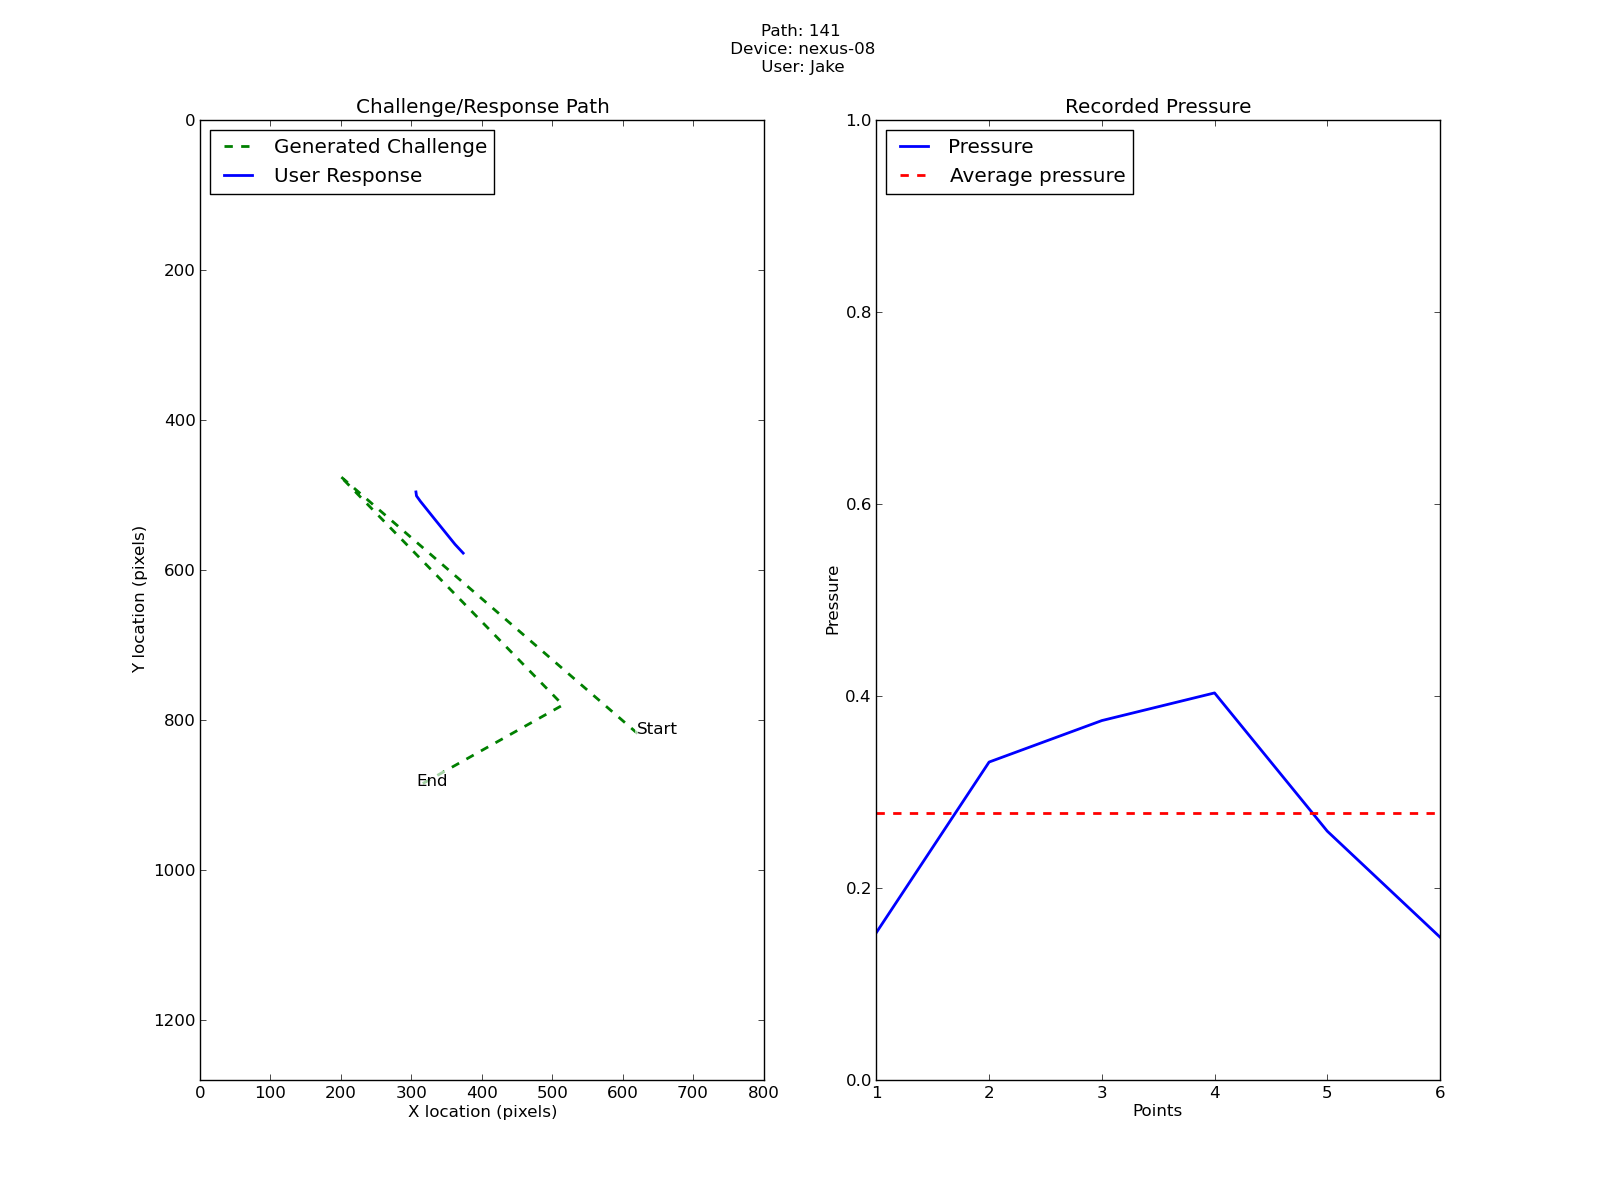 Path: 141
Device: nexus-08
User: Jake
Challenge/Response Path
Generated Challenge
User Response
0
200
400
600
800
1000
1200
Y location (pixels)
Start
End
0 100 200 300 400 500 600 700 800
X location (pixels)
Recorded Pressure
Pressure
Average pressure
1.0
0.8
0.6
0.4
0.2
0.0
Pressure
1 2 3 4 5 6
Points